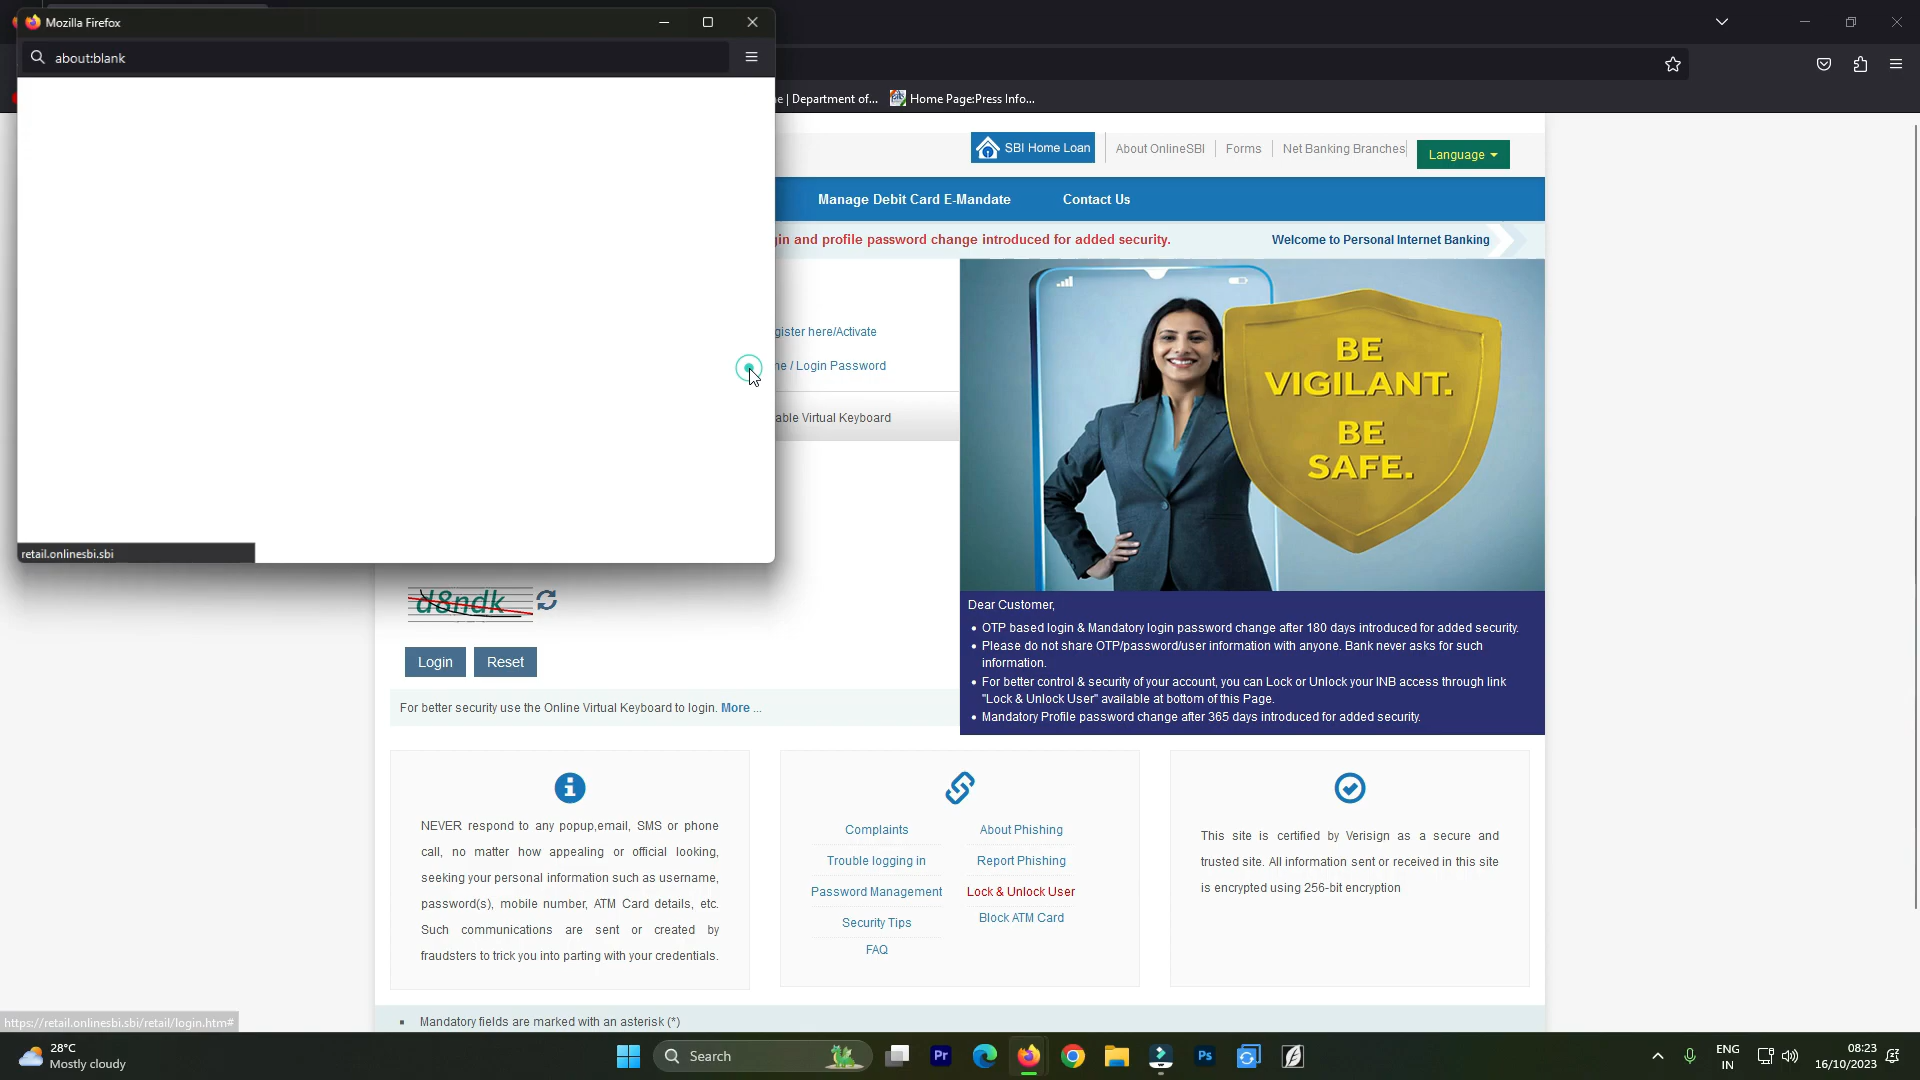 Mozilla Firefox
about:blank
e | Department of...
Home Page:Press Info...
SBI Home Loan
About OnlineSBI
Forms
Net Banking Branches
Language
Manage Debit Card E-Mandate
Contact Us
gin and profile password change introduced for added security.
Welcome to Personal Internet Banking
gister here/Activate
ne / Login Password
able Virtual Keyboard
BE
VIGILANT.
BE
SAFE.
retail.onlinesbi.sbi
d8ndk
Login
Reset
For better security use the Online Virtual Keyboard to login. More ...
Dear Customer,
• OTP based login & Mandatory login password change after 180 days introduced for added security.
• Please do not share OTP/password/user information with anyone. Bank never asks for such
information.
• For better control & security of your account, you can Lock or Unlock your INB access through link
"Lock & Unlock User" available at bottom of this Page.
• Mandatory Profile password change after 365 days introduced for added security.
NEVER respond to any popup,email, SMS or phone
call, no matter how appealing or official looking,
seeking your personal information such as username,
password(s), mobile number, ATM Card details, etc.
Such communications are sent or created by
fraudsters to trick you into parting with your credentials.
Complaints
About Phishing
Trouble logging in
Report Phishing
Password Management
Lock & Unlock User
Security Tips
Block ATM Card
FAQ
This site is certified by Verisign as a secure and
trusted site. All information sent or received in this site
is encrypted using 256-bit encryption
https://retail.onlinesbi.sbi/retail/login.htm#
▪ Mandatory fields are marked with an asterisk (*)
28°C
Mostly cloudy
Search
Pr
Ps
ENG
IN
08:23
16/10/2023